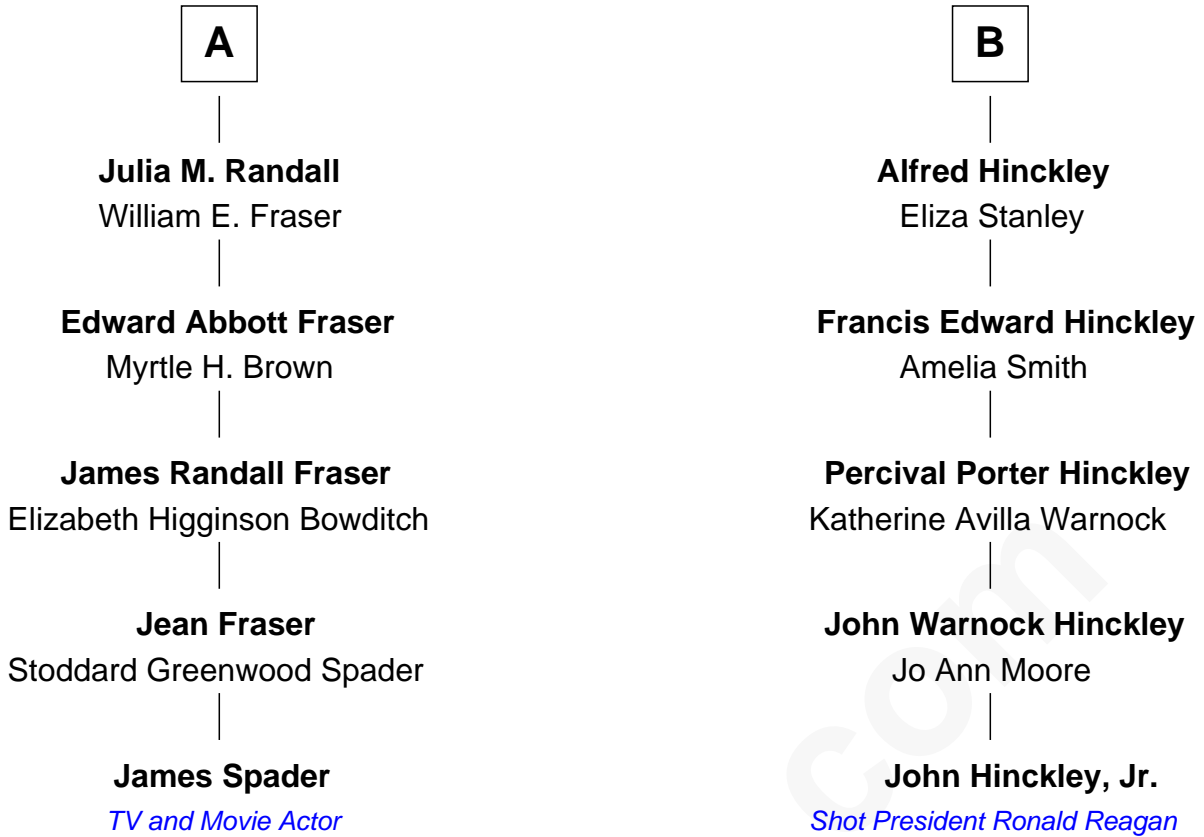 A
Julia M. Randall
William E. Fraser
Edward Abbott Fraser
Myrtle H. Brown
James Randall Fraser
Elizabeth Higginson Bowditch
Jean Fraser
Stoddard Greenwood Spader
James Spader
TV and Movie Actor
B
Alfred Hinckley
Eliza Stanley
Francis Edward Hinckley
Amelia Smith
Percival Porter Hinckley
Katherine Avilla Warnock
John Warnock Hinckley
Jo Ann Moore
John Hinckley, Jr.
Shot President Ronald Reagan
com